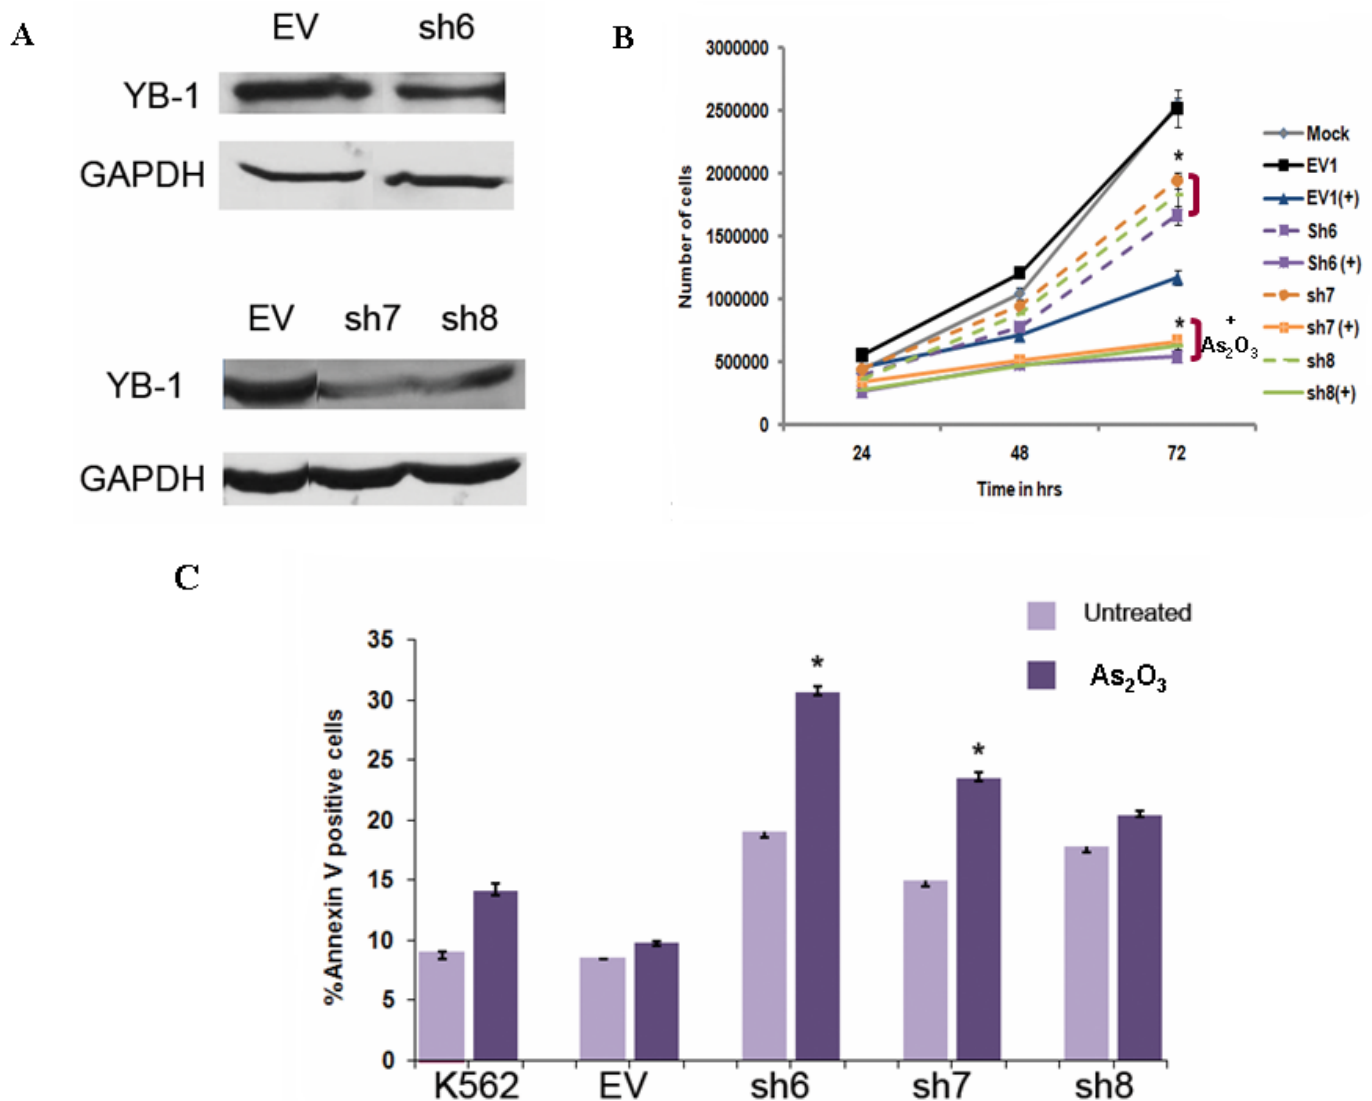 A
EV sh6
YB-1
GAPDH
EV sh7 sh8
YB-1
GAPDH
B
3000000
2500000
2000000
1500000
1000000
500000
0
Number of cells
24 48 72
Time in hrs
*
*
+
As₂O₃
Mock
EV1
EV1(+)
Sh6
Sh6 (+)
sh7
sh7 (+)
sh8
sh8(+)
C
Untreated
As₂O₃
35
30
25
20
15
10
5
0
%Annexin V positive cells
*
*
K562 EV sh6 sh7 sh8